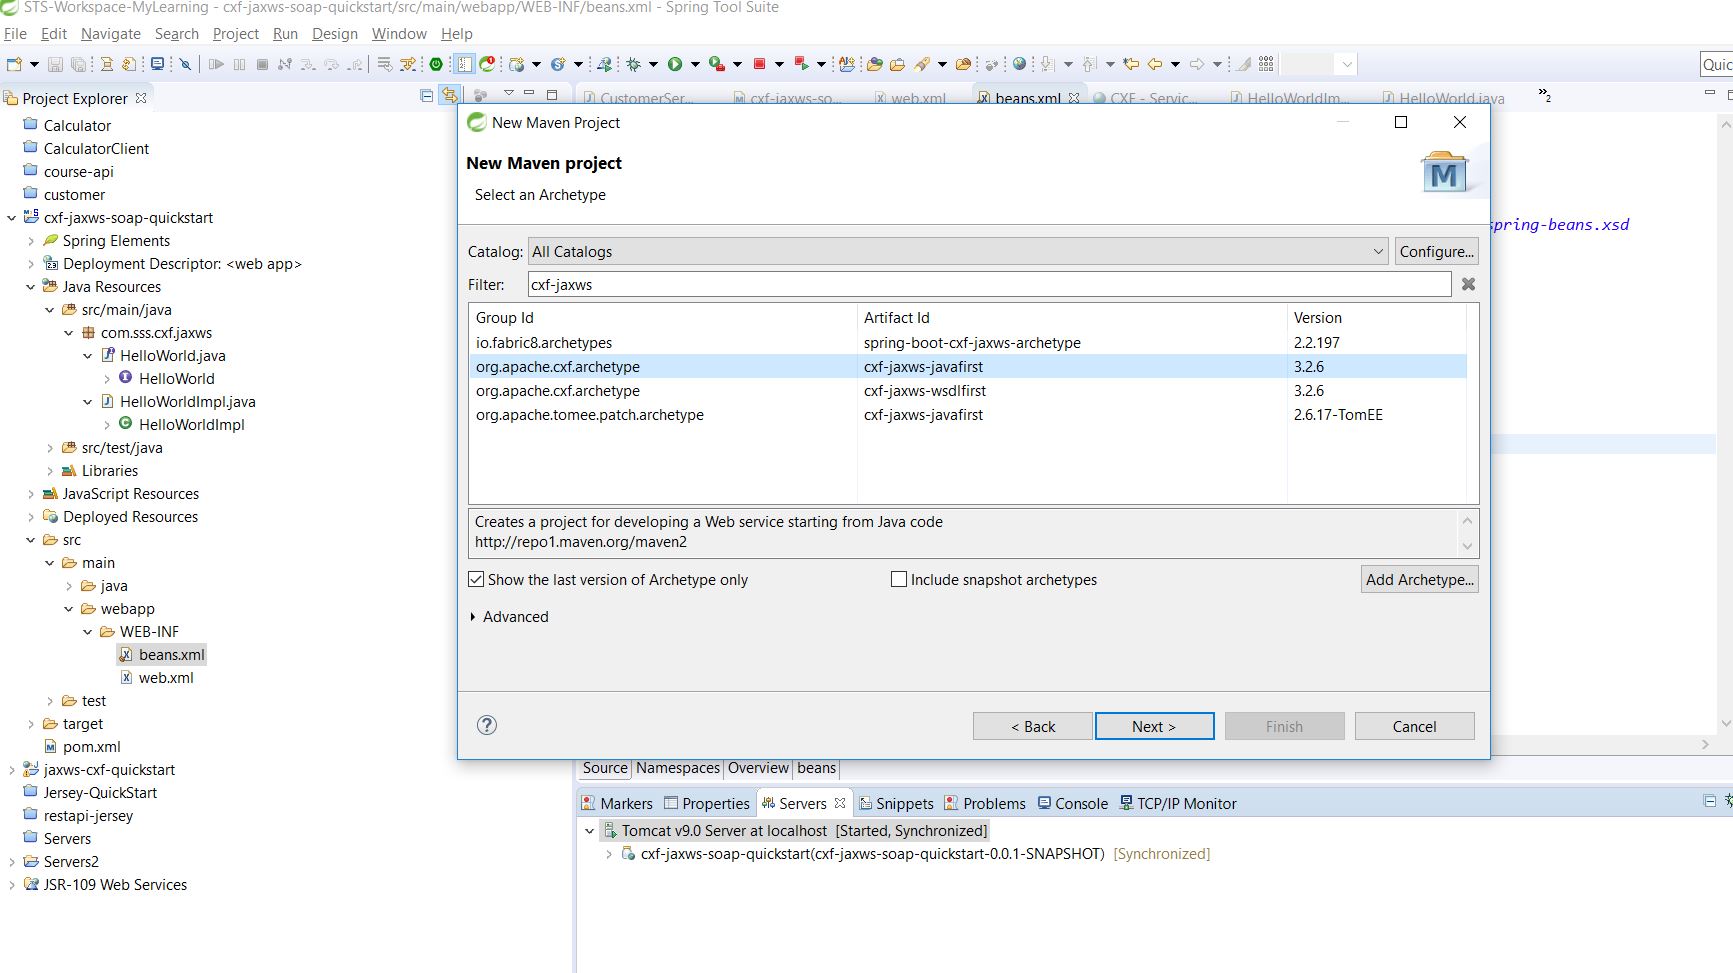 STS-Workspace-MyLearning - cxf-jaxws-soap-quickstart/src/main/webapp/WEB-INF/beans.xml - Spring Tool Suite
File Edit Navigate Search Project Run Design Window Help
Quic
Project Explorer
CustomerSer... cxf-jaxws-so... web.xml beans.xml CXF - Servic... HelloWorldIm... HelloWorld.java »2
Calculator
CalculatorClient
course-api
customer
cxf-jaxws-soap-quickstart
Spring Elements
Deployment Descriptor: <web app>
Java Resources
src/main/java
com.sss.cxf.jaxws
HelloWorld.java
HelloWorld
HelloWorldImpl.java
HelloWorldImpl
src/test/java
Libraries
JavaScript Resources
Deployed Resources
src
main
java
webapp
WEB-INF
beans.xml
web.xml
test
target
pom.xml
jaxws-cxf-quickstart
Jersey-QuickStart
restapi-jersey
Servers
Servers2
JSR-109 Web Services
New Maven Project
New Maven project
Select an Archetype
M
Catalog: All Catalogs Configure...
Filter: cxf-jaxws
Group Id Artifact Id Version
io.fabric8.archetypes spring-boot-cxf-jaxws-archetype 2.2.197
org.apache.cxf.archetype cxf-jaxws-javafirst 3.2.6
org.apache.cxf.archetype cxf-jaxws-wsdlfirst 3.2.6
org.apache.tomee.patch.archetype cxf-jaxws-javafirst 2.6.17-TomEE
Creates a project for developing a Web service starting from Java code
http://repo1.maven.org/maven2
Show the last version of Archetype only Include snapshot archetypes Add Archetype...
Advanced
? < Back Next > Finish Cancel
spring-beans.xsd
Source Namespaces Overview beans
Markers Properties Servers Snippets Problems Console TCP/IP Monitor
Tomcat v9.0 Server at localhost [Started, Synchronized]
cxf-jaxws-soap-quickstart(cxf-jaxws-soap-quickstart-0.0.1-SNAPSHOT) [Synchronized]